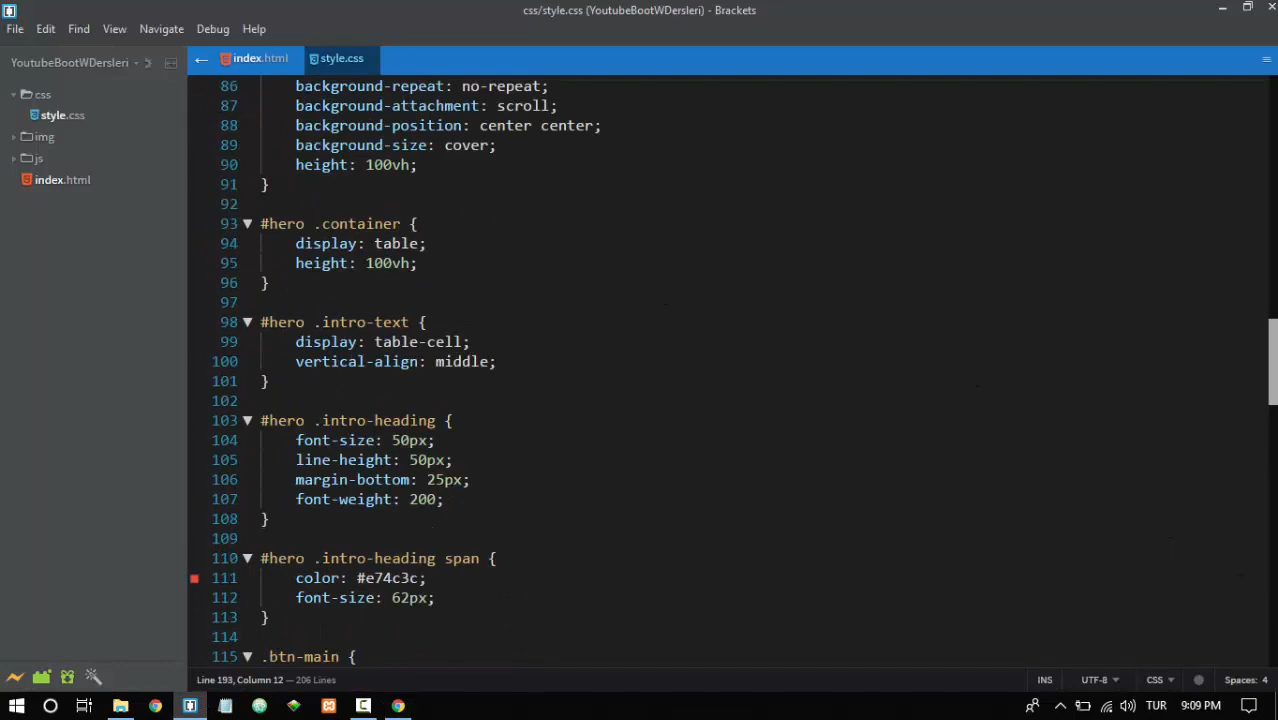 css/style.css (YoutubeBootWDersleri) - Brackets
File Edit Find View Navigate Debug Help
YoutubeBootWDersleri
css
style.css
img
js
index.html
index.html style.css
86 background-repeat: no-repeat;
87 background-attachment: scroll;
88 background-position: center center;
89 background-size: cover;
90 height: 100vh;
91 }
92
93 #hero .container {
94 display: table;
95 height: 100vh;
96 }
97
98 #hero .intro-text {
99 display: table-cell;
100 vertical-align: middle;
101 }
102
103 #hero .intro-heading {
104 font-size: 50px;
105 line-height: 50px;
106 margin-bottom: 25px;
107 font-weight: 200;
108 }
109
110 #hero .intro-heading span {
111 color: #e74c3c;
112 font-size: 62px;
113 }
114
115 .btn-main {
Line 193, Column 12 — 206 Lines INS UTF-8 CSS Spaces: 4
TUR 9:09 PM